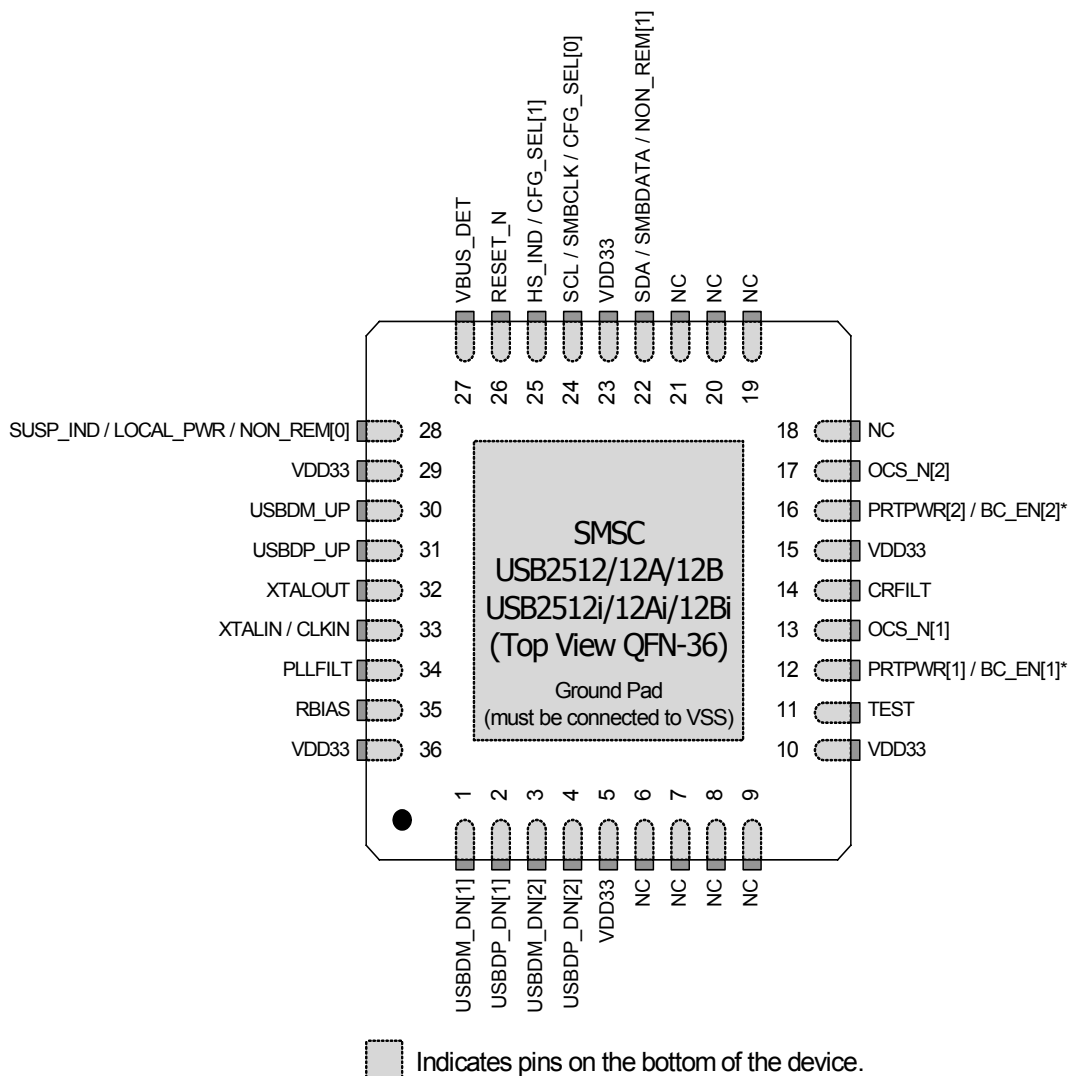 VBUS_DET
RESET_N
HS_IND / CFG_SEL[1]
SCL / SMBCLK / CFG_SEL[0]
VDD33
SDA / SMBDATA / NON_REM[1]
NC
NC
NC
27
26
25
24
23
22
21
20
19
SUSP_IND / LOCAL_PWR / NON_REM[0] 28
VDD33 29
USBDM_UP 30
USBDP_UP 31
XTALOUT 32
XTALIN / CLKIN 33
PLLFILT 34
RBIAS 35
VDD33 36
SMSC
USB2512/12A/12B
USB2512i/12Ai/12Bi
(Top View QFN-36)
Ground Pad
(must be connected to VSS)
18 NC
17 OCS_N[2]
16 PRTPWR[2] / BC_EN[2]*
15 VDD33
14 CRFILT
13 OCS_N[1]
12 PRTPWR[1] / BC_EN[1]*
11 TEST
10 VDD33
1
2
3
4
5
6
7
8
9
USBDM_DN[1]
USBDP_DN[1]
USBDM_DN[2]
USBDP_DN[2]
VDD33
NC
NC
NC
NC
Indicates pins on the bottom of the device.